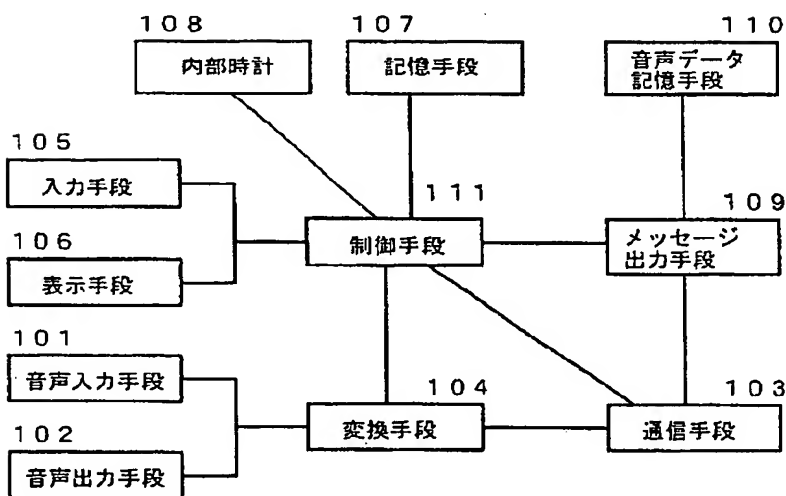 108
内部時計
107
記憶手段
110
音声データ
記憶手段
105
入力手段
111
制御手段
109
メッセージ
出力手段
106
表示手段
101
音声入力手段
104
変換手段
103
通信手段
102
音声出力手段